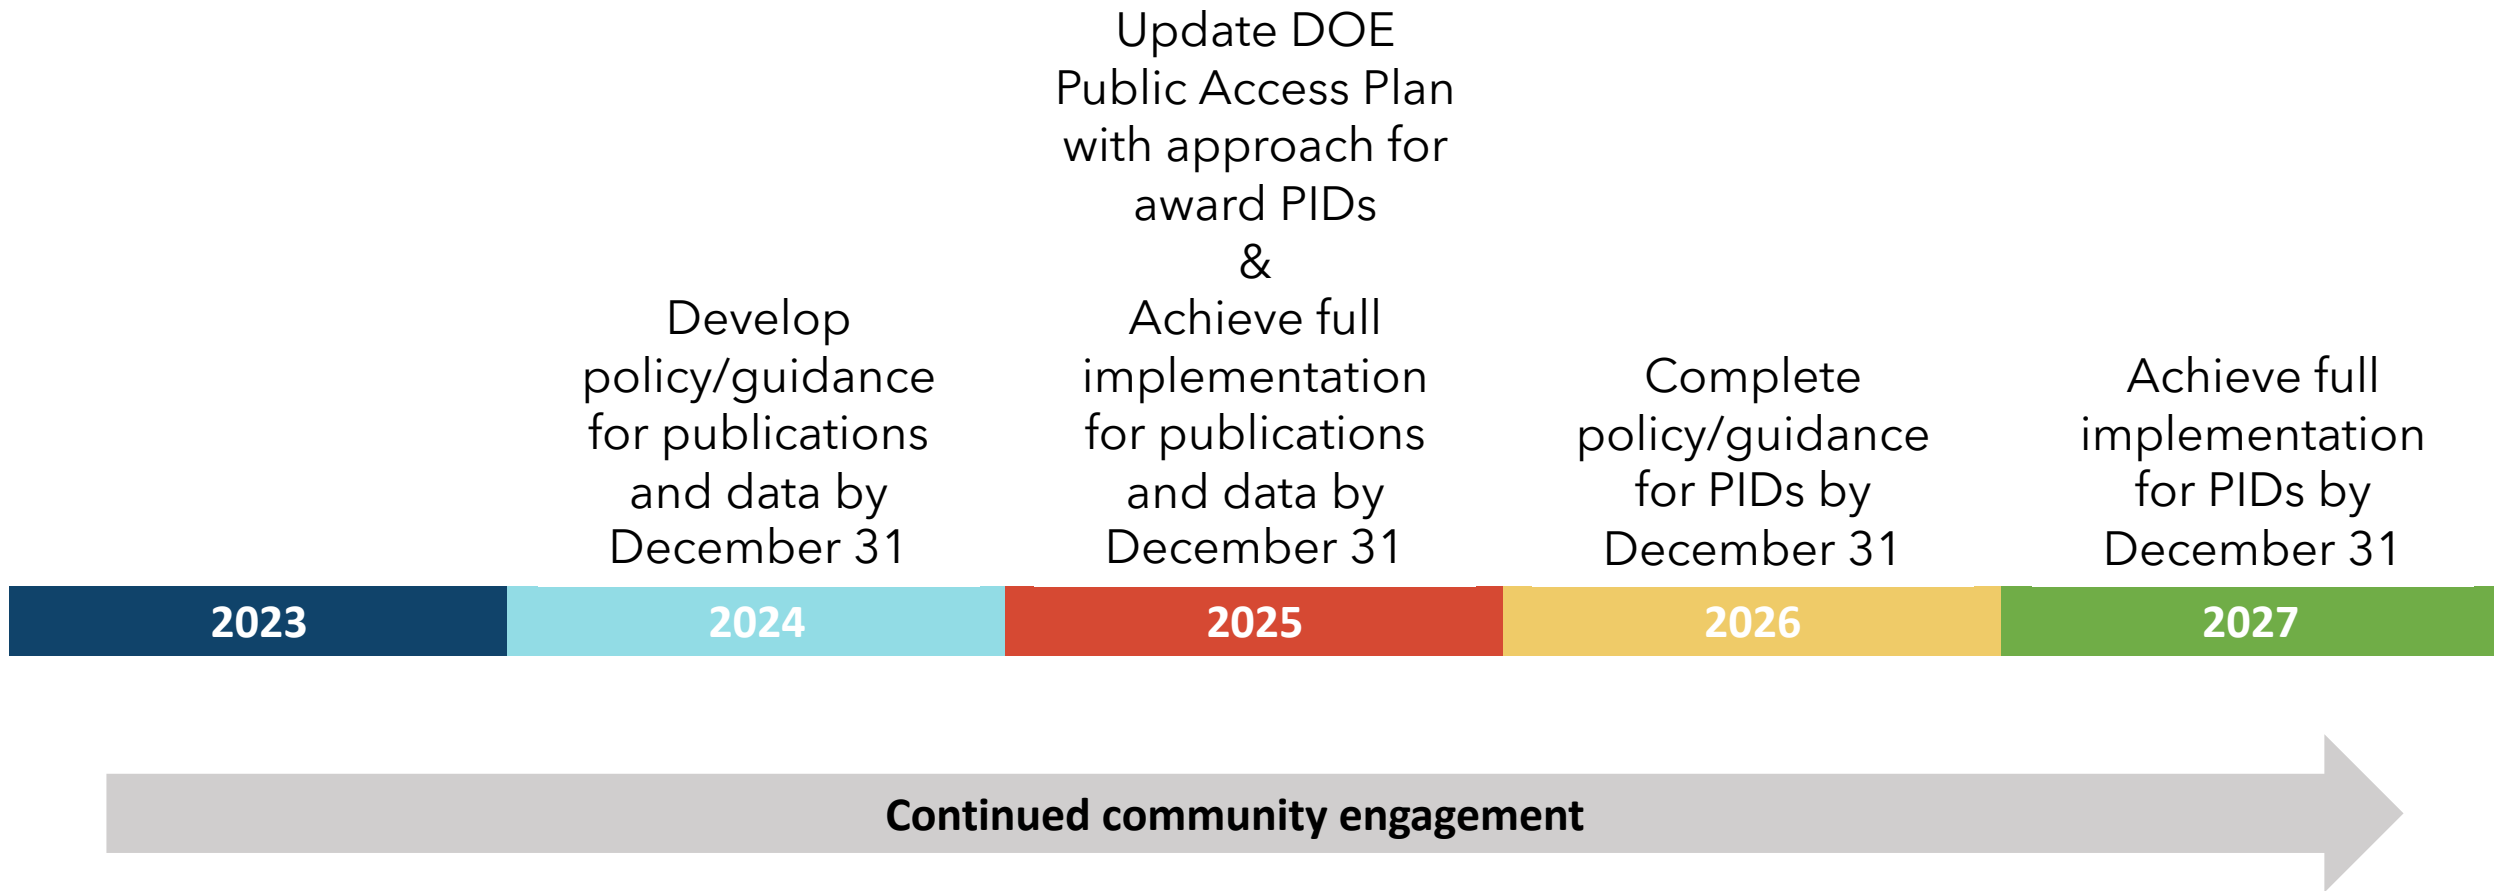 Update DOE
Public Access Plan
with approach for
award PIDs
&
Achieve full
implementation
for publications
and data by
December 31
Develop
policy/guidance
for publications
and data by
December 31
Complete
policy/guidance
for PIDs by
December 31
Achieve full
implementation
for PIDs by
December 31
2023
2024
2025
2026
2027
Continued community engagement